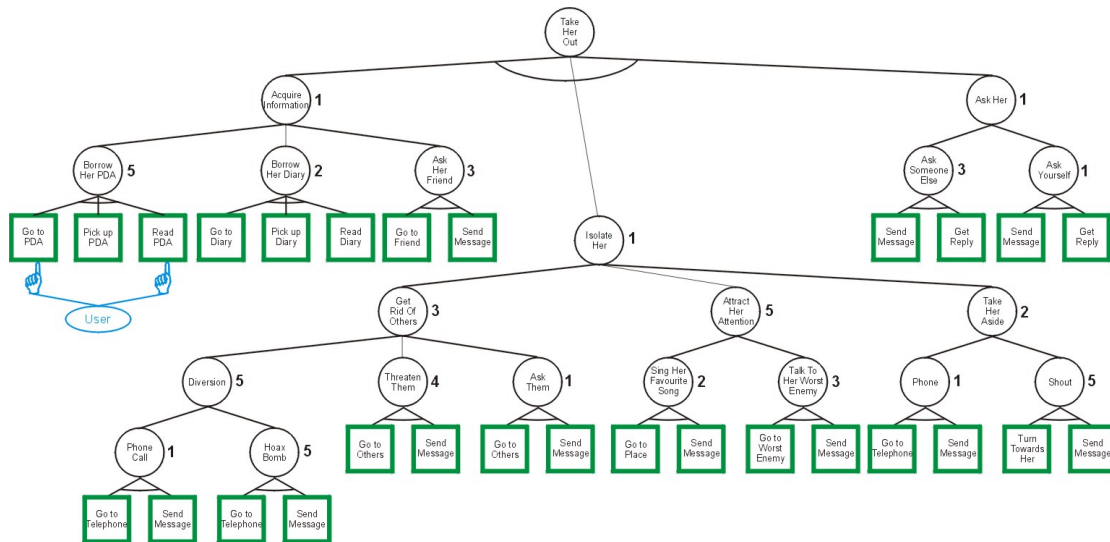 Take
Her
Out
Acquire
Information
1
Ask Her
1
Borrow
Her PDA
5
Borrow
Her Diary
2
Ask
Her
Friend
3
Ask
Someone
Else
3
Ask
Yourself
1
Go to
PDA
Pick up
PDA
Read
PDA
Go to
Diary
Pick up
Diary
Read
Diary
Go to
Friend
Send
Message
Isolate
Her
1
Send
Message
Get
Reply
Send
Message
Get
Reply
User
Get
Rid Of
Others
3
Attract
Her
Attention
5
Take
Her
Aside
2
Diversion
5
Threaten
Them
4
Ask
Them
1
Sing Her
Favourite
Song
2
Talk To
Her Worst
Enemy
3
Phone
1
Shout
5
Phone
Call
1
Hoax
Bomb
5
Go to
Others
Send
Message
Go to
Others
Send
Message
Go to
Place
Send
Message
Go to
Worst
Enemy
Send
Message
Go to
Telephone
Send
Message
Turn
Towards
Her
Send
Message
Go to
Telephone
Send
Message
Go to
Telephone
Send
Message